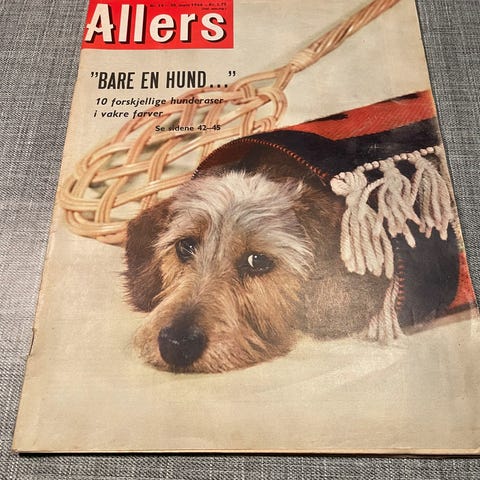 Allers
"BARE EN HUND..."
10 forskjellige hunderaser
i vakre farver
Se sidene 42-45